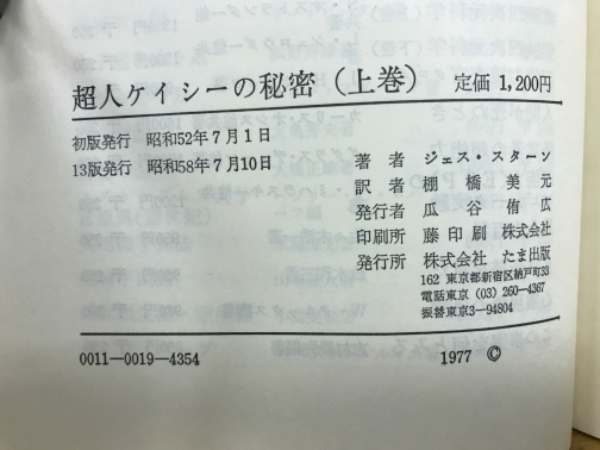 超人ケイシーの秘密（上巻） 定価 1,200円
初版発行 昭和52年7月1日
13版発行 昭和58年7月10日
著者 ジェス・スターン
訳者 棚橋美元
発行者 瓜谷侑広
印刷所 藤印刷株式会社
発行所 株式会社 たま出版
162 東京都新宿区納戸町33
電話東京 (03) 260-4367
振替東京3-94804
0011-0019-4354 1977 ©